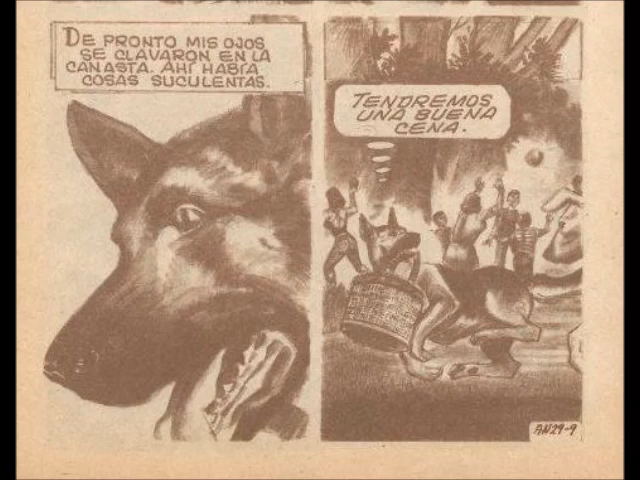 DE PRONTO MIS OJOS
SE CLAVARON EN LA
CANASTA. AHÍ HABÍA
COSAS SUCULENTAS.
TENDREMOS
UNA BUENA
CENA.
AN29-9